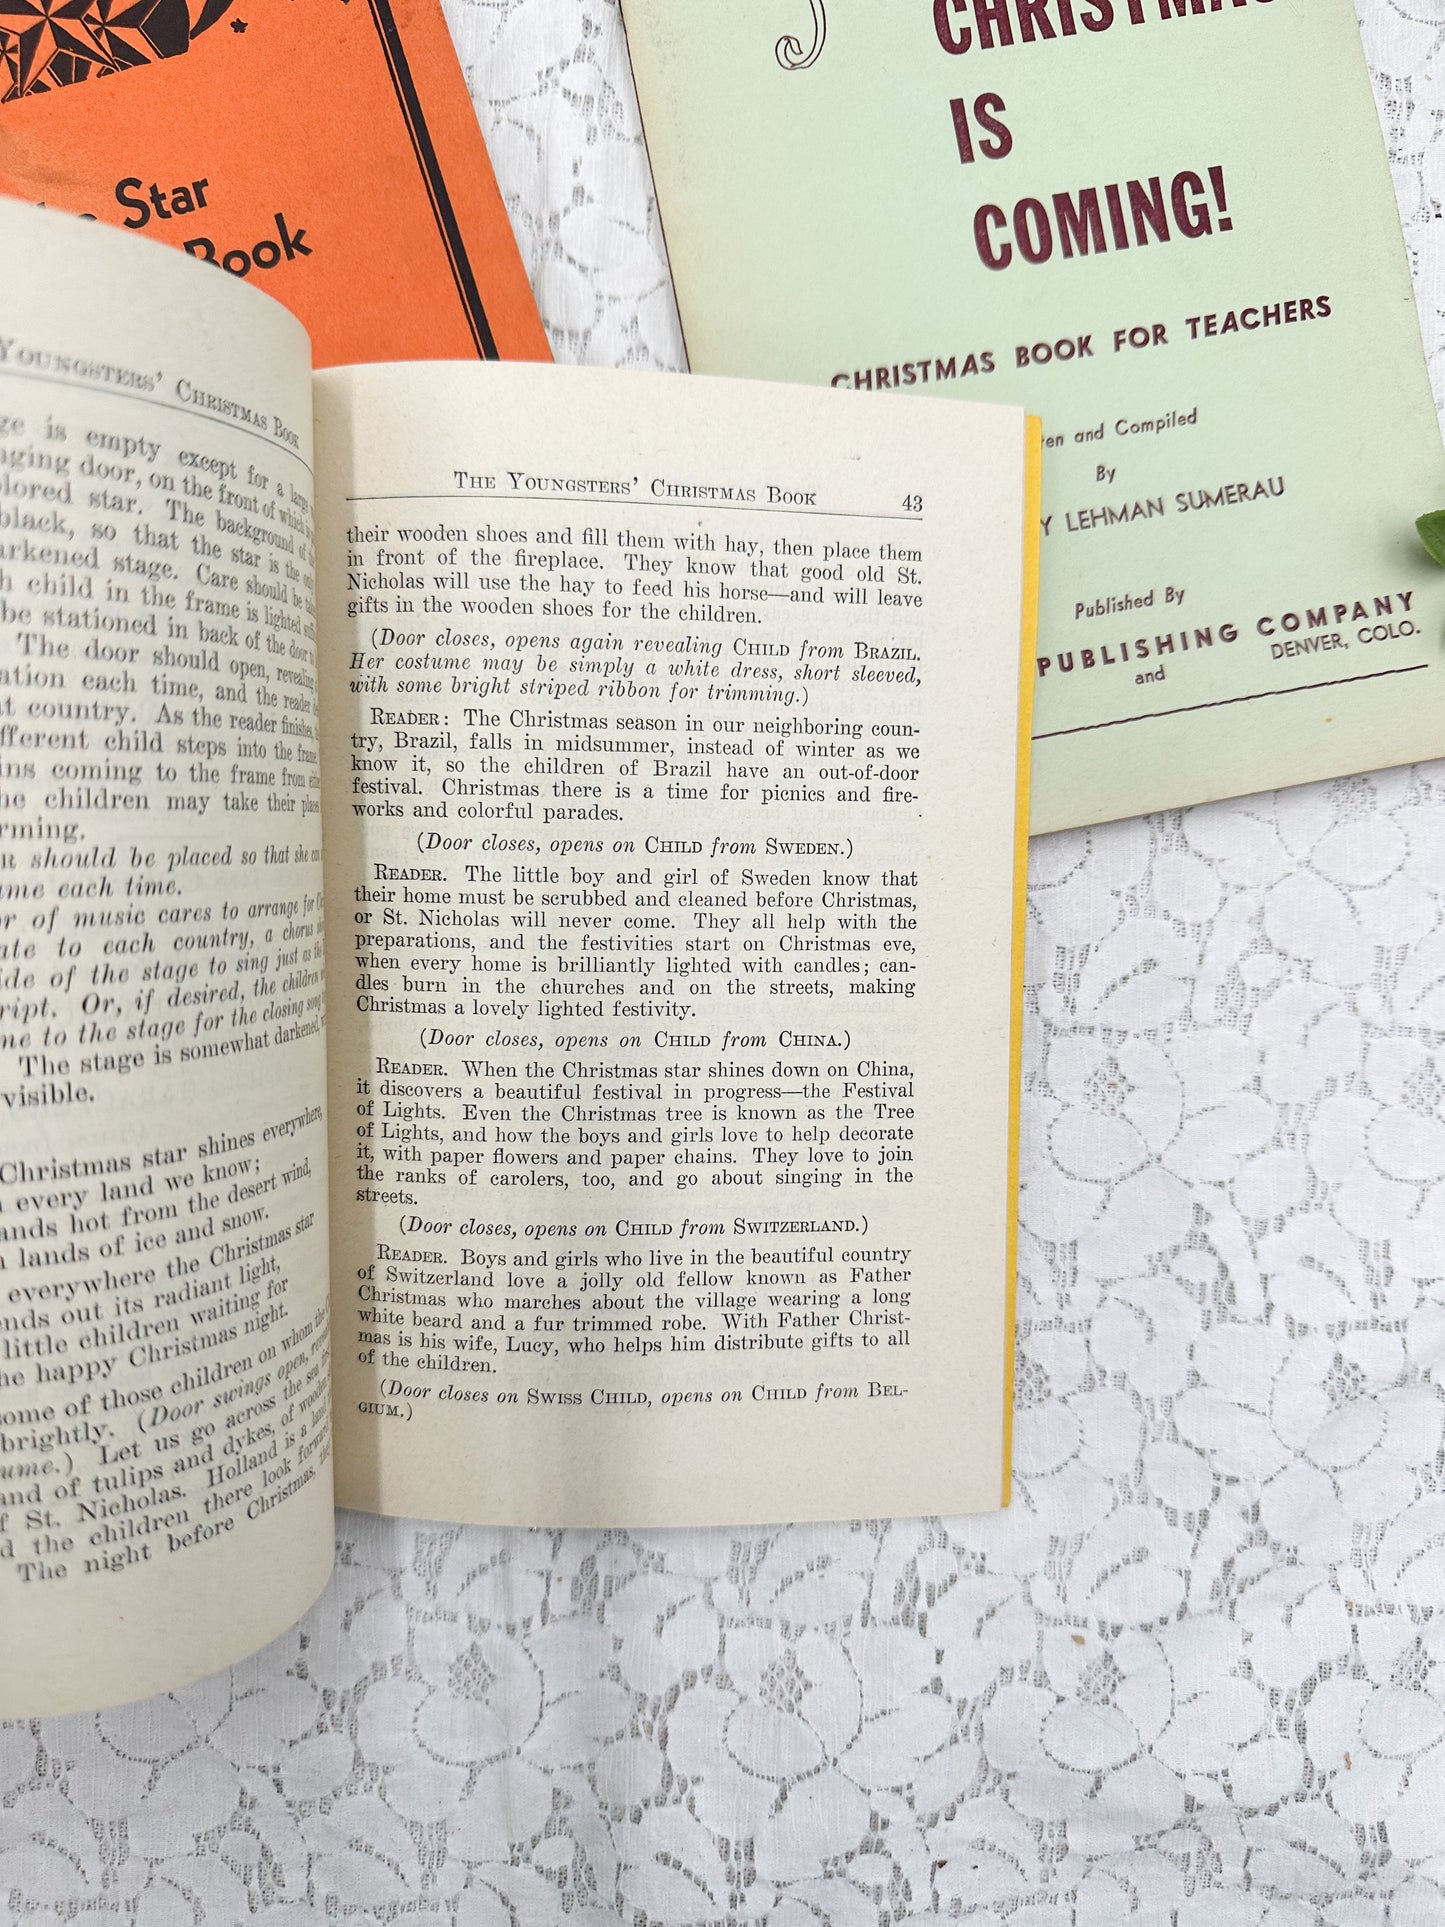 Star
Book
CHRISTMAS
IS
COMING!
CHRISTMAS BOOK FOR TEACHERS
and Compiled
By
LEHMAN SUMERAU
Published By
PUBLISHING COMPANY
DENVER, COLO.
and
YOUNGSTERS' CHRISTMAS BOOK
is empty except for a
door, on the front of which
star. The background of
black, so that the star is the
stage. Care should be
child in the frame is lighted
be stationed in back of the door
The door should open, revealing
each time, and the reader
country. As the reader finishes,
child steps into the frame
coming to the frame from
children may take their places
should be placed so that she can
each time.
of music cares to arrange for
to each country, a chorus
of the stage to sing just as the
Or, if desired, the children
to the stage for the closing song
The stage is somewhat darkened,
visible.
Christmas star shines everywhere,
every land we know;
hot from the desert wind,
lands of ice and snow.
everywhere the Christmas star
out its radiant light,
little children waiting for
happy Christmas night.
some of those children on whom the
brightly. (Door swings open,
Let us go across the sea
of tulips and dykes, of wooden
St. Nicholas. Holland is a land
the children there look forward
The night before Christmas,
THE YOUNGSTERS' CHRISTMAS BOOK 43
their wooden shoes and fill them with hay, then place them
in front of the fireplace. They know that good old St.
Nicholas will use the hay to feed his horse—and will leave
gifts in the wooden shoes for the children.
(Door closes, opens again revealing CHILD from BRAZIL.
Her costume may be simply a white dress, short sleeved,
with some bright striped ribbon for trimming.)
READER: The Christmas season in our neighboring coun-
try, Brazil, falls in midsummer, instead of winter as we
know it, so the children of Brazil have an out-of-door
festival. Christmas there is a time for picnics and fire-
works and colorful parades.
(Door closes, opens on CHILD from SWEDEN.)
READER. The little boy and girl of Sweden know that
their home must be scrubbed and cleaned before Christmas,
or St. Nicholas will never come. They all help with the
preparations, and the festivities start on Christmas eve,
when every home is brilliantly lighted with candles; can-
dles burn in the churches and on the streets, making
Christmas a lovely lighted festivity.
(Door closes, opens on CHILD from CHINA.)
READER. When the Christmas star shines down on China,
it discovers a beautiful festival in progress—the Festival
of Lights. Even the Christmas tree is known as the Tree
of Lights, and how the boys and girls love to help decorate
it, with paper flowers and paper chains. They love to join
the ranks of carolers, too, and go about singing in the
streets.
(Door closes, opens on CHILD from SWITZERLAND.)
READER. Boys and girls who live in the beautiful country
of Switzerland love a jolly old fellow known as Father
Christmas who marches about the village wearing a long
white beard and a fur trimmed robe. With Father Christ-
mas is his wife, Lucy, who helps him distribute gifts to all
of the children.
(Door closes on SWISS CHILD, opens on CHILD from BEL-
GIUM.)